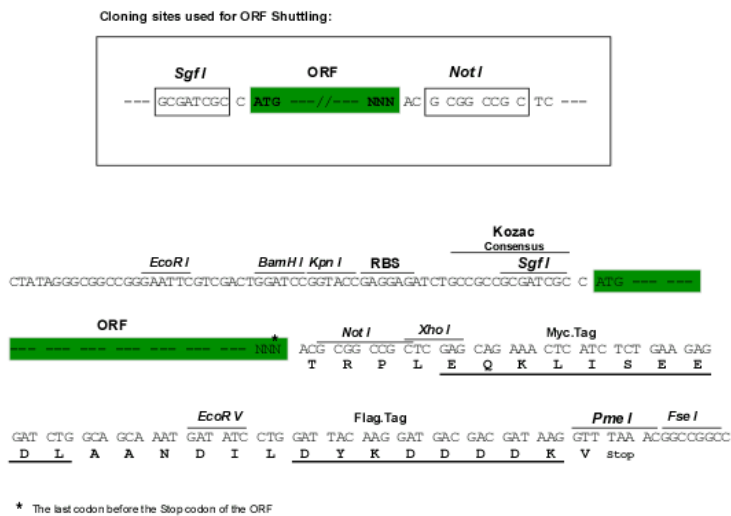 Cloning sites used for ORF Shuttling:
Sgf I ORF Not I
--- GCGATCGC C ATG ---//--- NNN AC G CGG CCG C TC ---
Kozac
Consensus
EcoR I BamH I Kpn I RBS Sgf I
CTATAGGGCGGCCGGGAATTCGTCGACTGGATCCGGTACCGAGGAGATCTGCCGCCGCGATCGC C ATG --- ---
ORF
*
Not I Xho I Myc.Tag
--- --- --- --- --- --- --- --- --- NNN ACG CGG CCG CTC GAG CAG AAA CTC ATC TCT GAA GAG
T R P L E Q K L I S E E
EcoR V Flag.Tag Pme I Fse I
GAT CTG GCA GCA AAT GAT ATC CTG GAT TAC AAG GAT GAC GAC GAT AAG GTT TAA ACGGCCGGCC
D L A A N D I L D Y K D D D D K V Stop
* The last codon before the Stop codon of the ORF